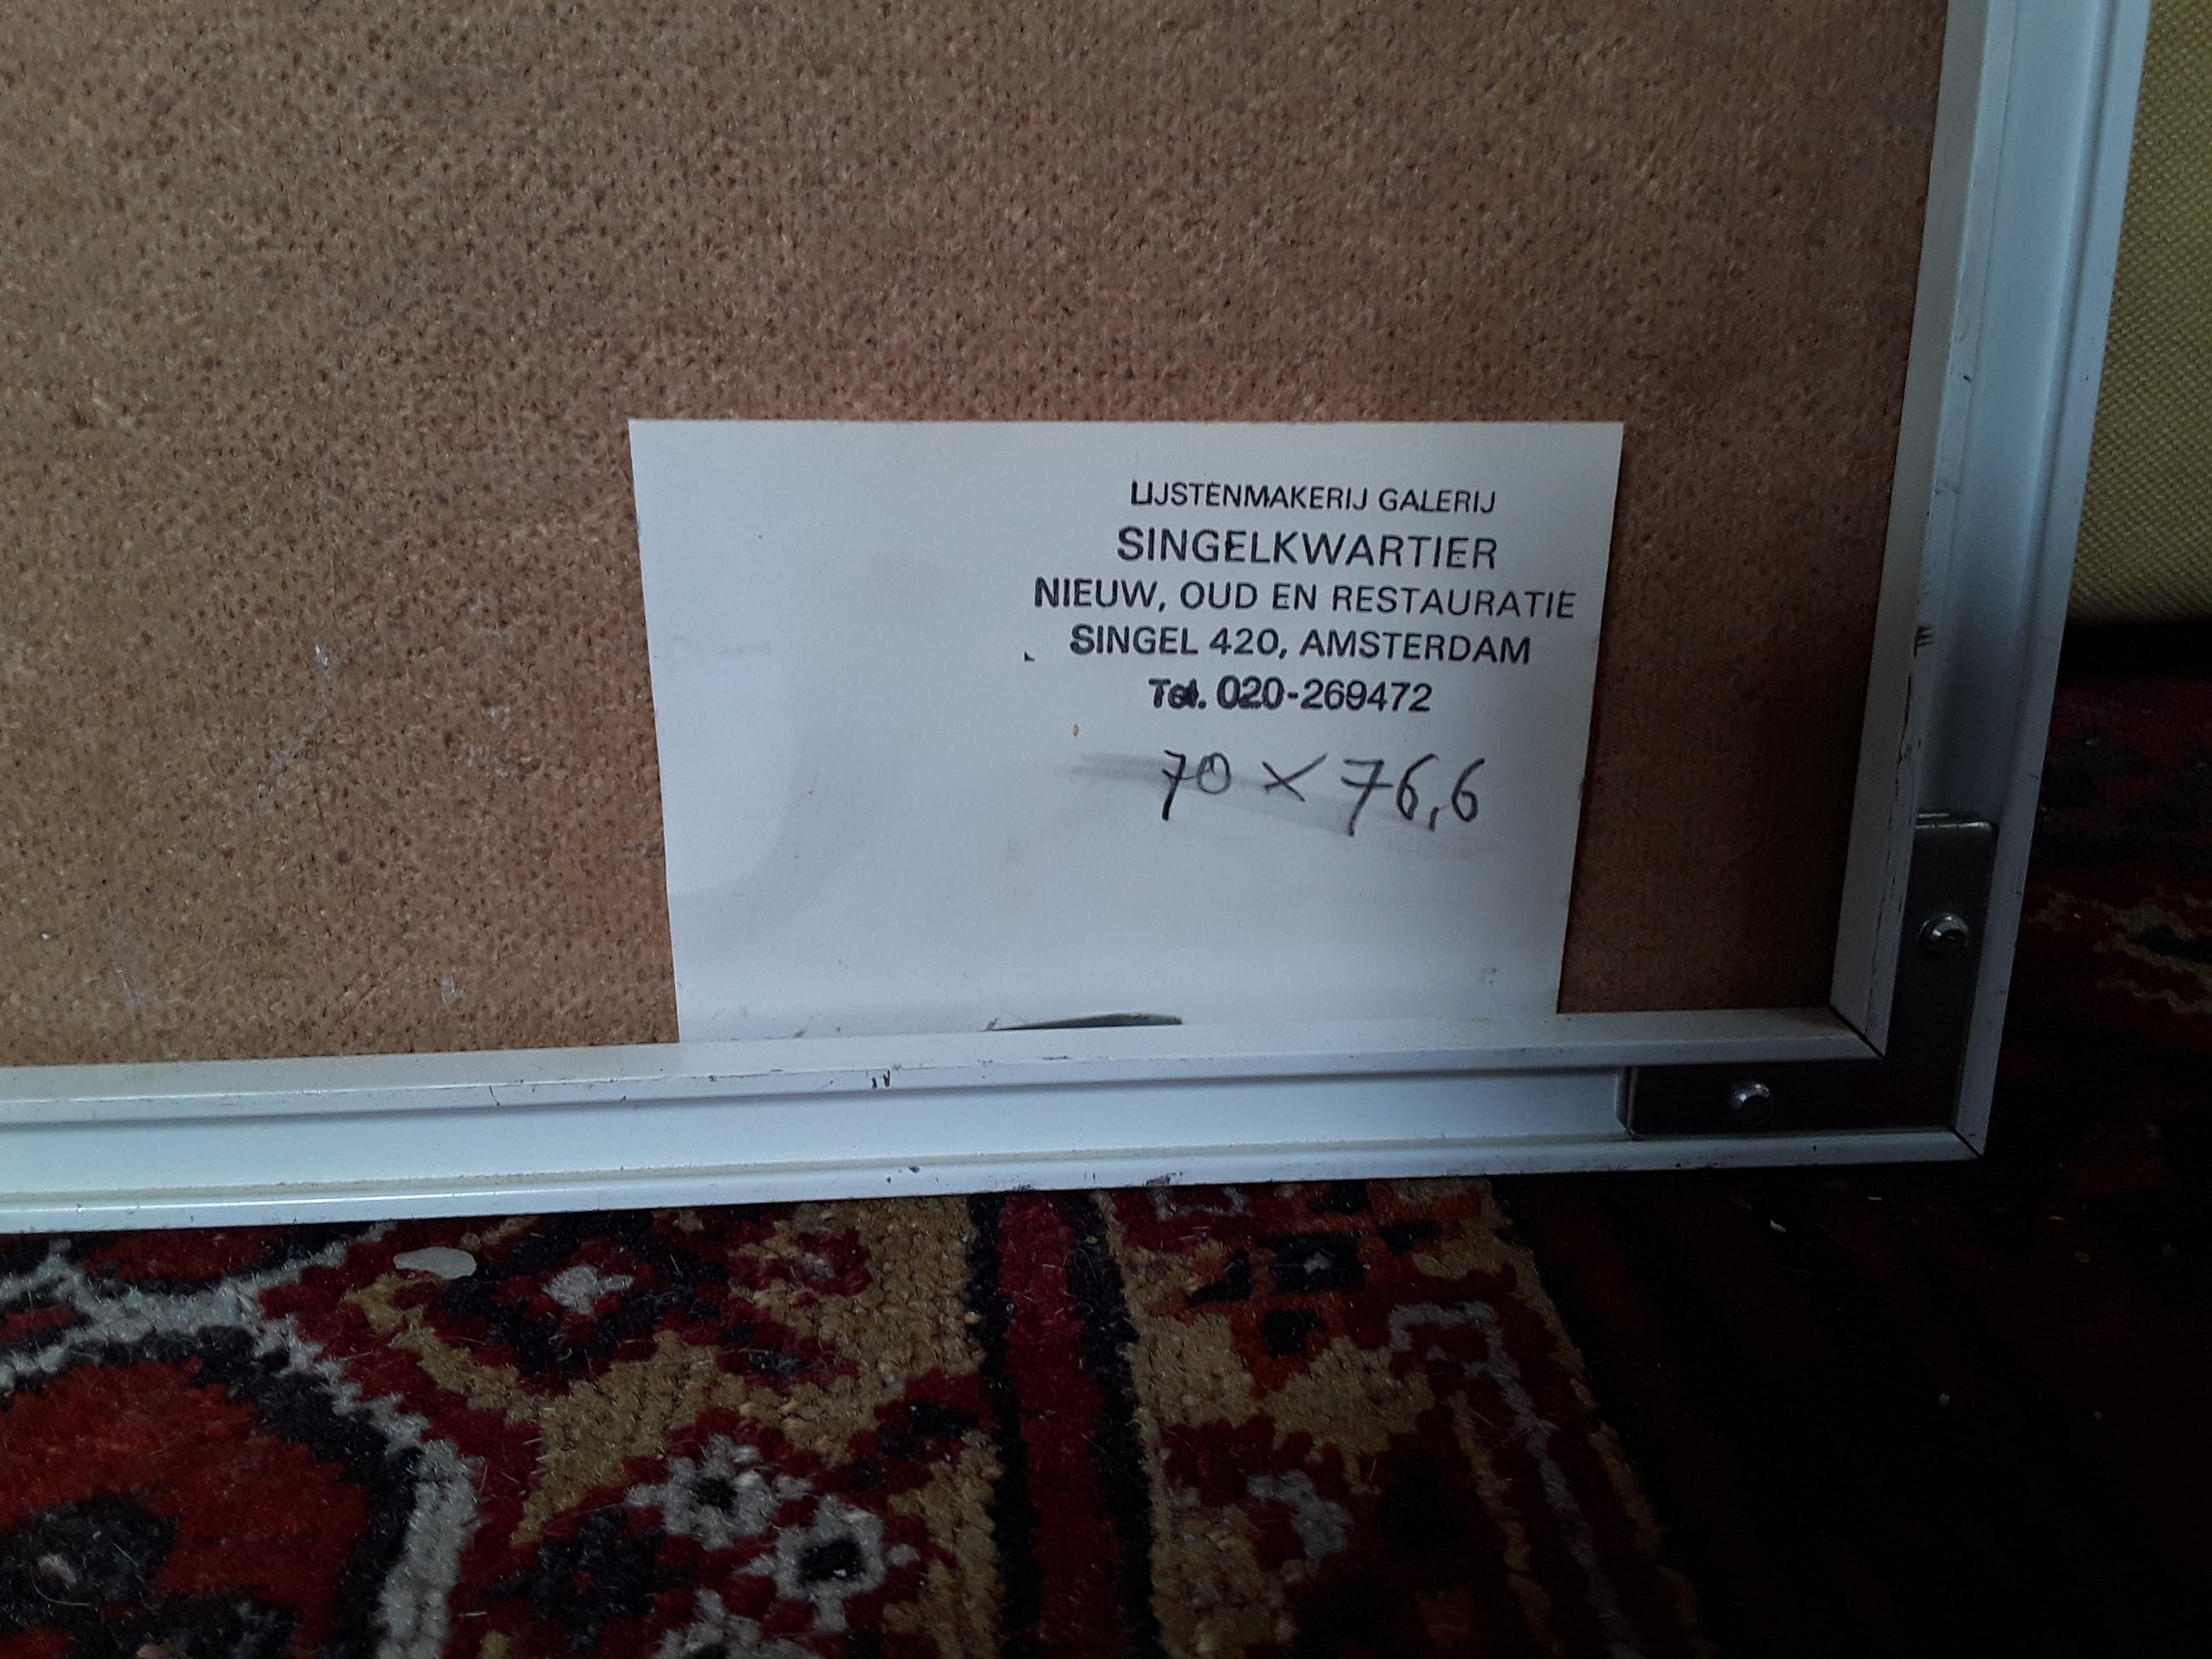 LIJSTENMAKERIJ GALERIJ
SINGELKWARTIER
NIEUW, OUD EN RESTAURATIE
SINGEL 420, AMSTERDAM
Tel. 020-269472
70 x 76,6